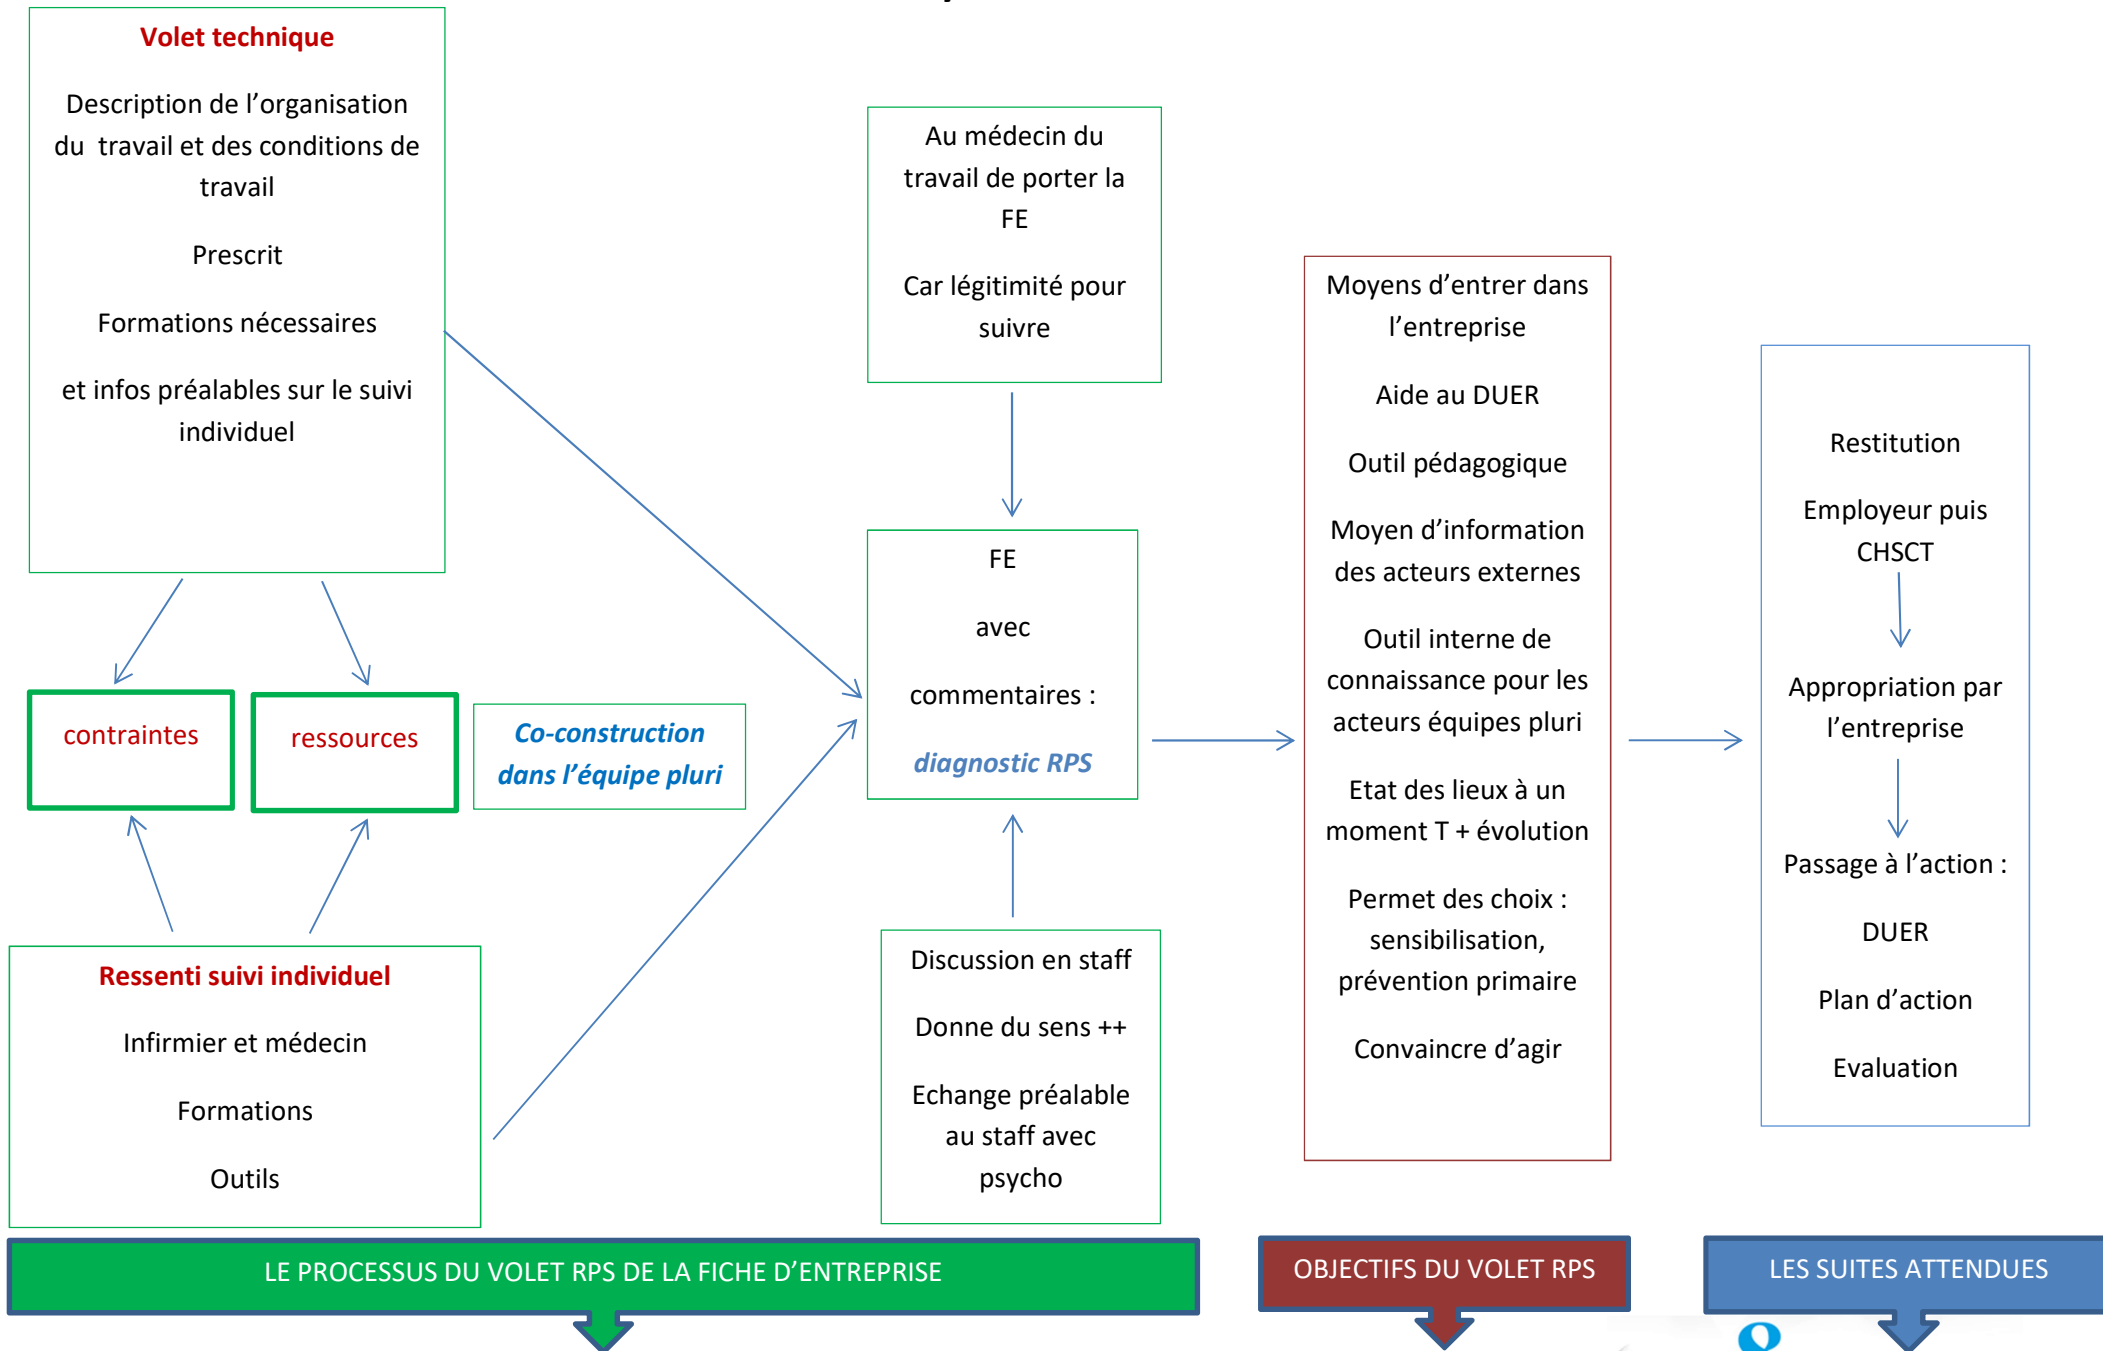 Volet technique
Description de l’organisation
du  travail et des conditions de
travail
Prescrit
Formations nécessaires
et infos préalables sur le suivi
individuel
contraintes
ressources
Co-construction
dans l’équipe pluri
Ressenti suivi individuel
Infirmier et médecin
Formations
Outils
Au médecin du
travail de porter la
FE
Car légitimité pour
suivre
FE
avec
commentaires :
diagnostic RPS
Discussion en staff
Donne du sens ++
Echange préalable
au staff avec
psycho
Moyens d’entrer dans
l’entreprise
Aide au DUER
Outil pédagogique
Moyen d’information
des acteurs externes
Outil interne de
connaissance pour les
acteurs équipes pluri
Etat des lieux à un
moment T + évolution
Permet des choix :
sensibilisation,
prévention primaire
Convaincre d’agir
Restitution
Employeur puis
CHSCT
Appropriation par
l’entreprise
Passage à l’action :
DUER
Plan d’action
Evaluation
LE PROCESSUS DU VOLET RPS DE LA FICHE D’ENTREPRISE
OBJECTIFS DU VOLET RPS
LES SUITES ATTENDUES